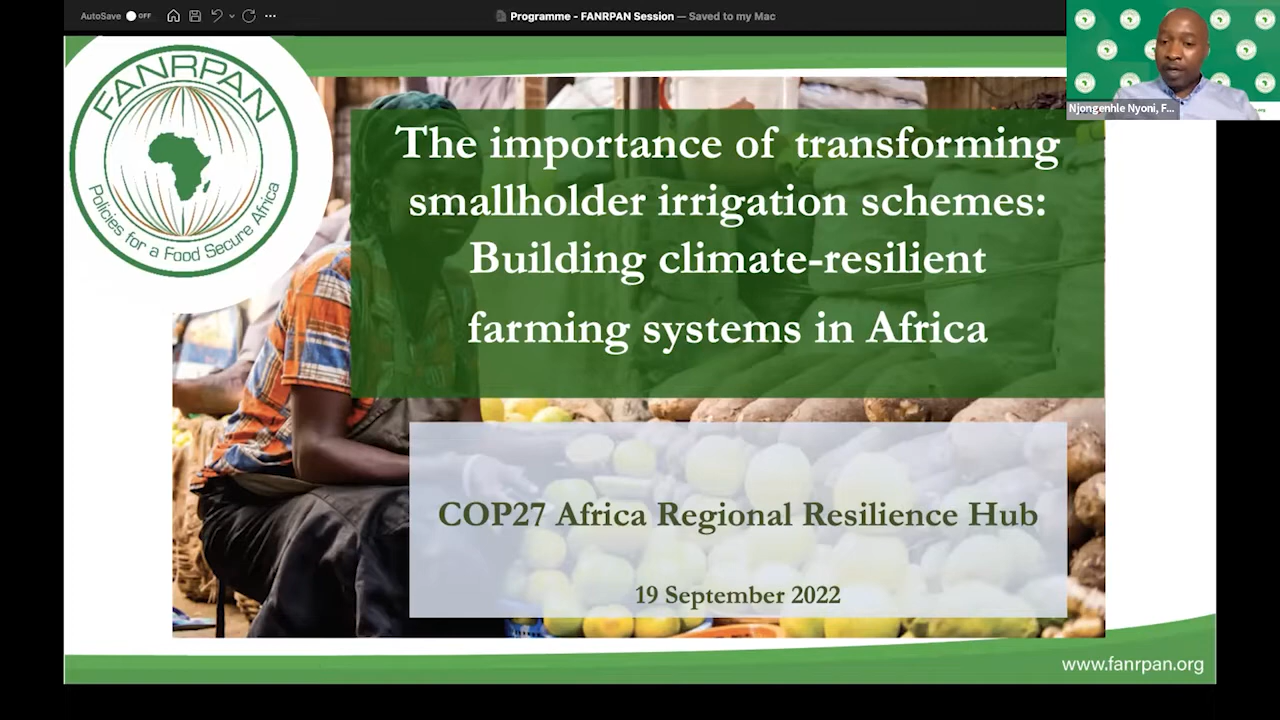 AutoSave OFF
Programme - FANRPAN Session — Saved to my Mac
Njongenhle Nyoni, F...
FANRPAN
Policies for a Food Secure Africa
The importance of transforming
smallholder irrigation schemes:
Building climate-resilient
farming systems in Africa
COP27 Africa Regional Resilience Hub
19 September 2022
www.fanrpan.org